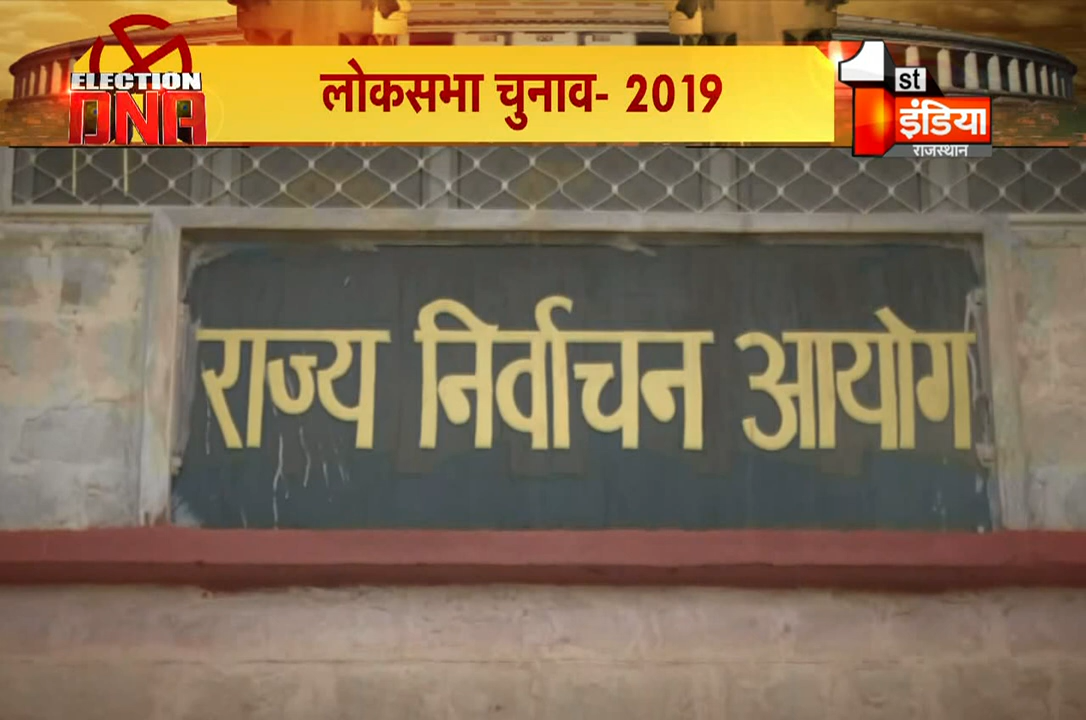 ELECTION
DNA
लोकसभा चुनाव- 2019
1st
इंडिया
राजस्थान
राज्य निर्वाचन आयोग